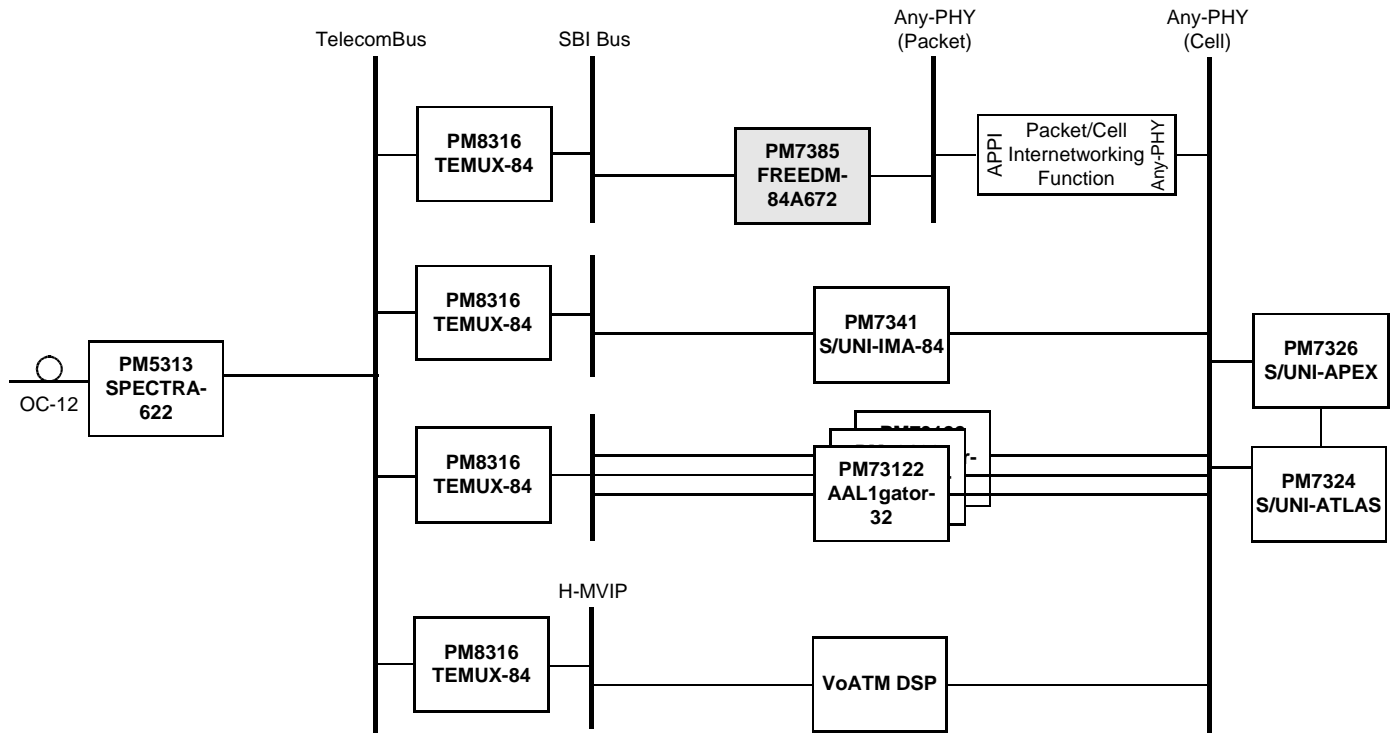 TelecomBus
SBI Bus
Any-PHY
(Packet)
Any-PHY
(Cell)
PM8316
TEMUX-84
PM7385
FREEDM-
84A672
APPI
Packet/Cell
Internetworking
Function
Any-PHY
PM8316
TEMUX-84
PM7341
S/UNI-IMA-84
PM7326
S/UNI-APEX
OC-12
PM5313
SPECTRA-
622
PM8316
TEMUX-84
PM73122
AAL1gator-
32
PM7324
S/UNI-ATLAS
H-MVIP
PM8316
TEMUX-84
VoATM DSP